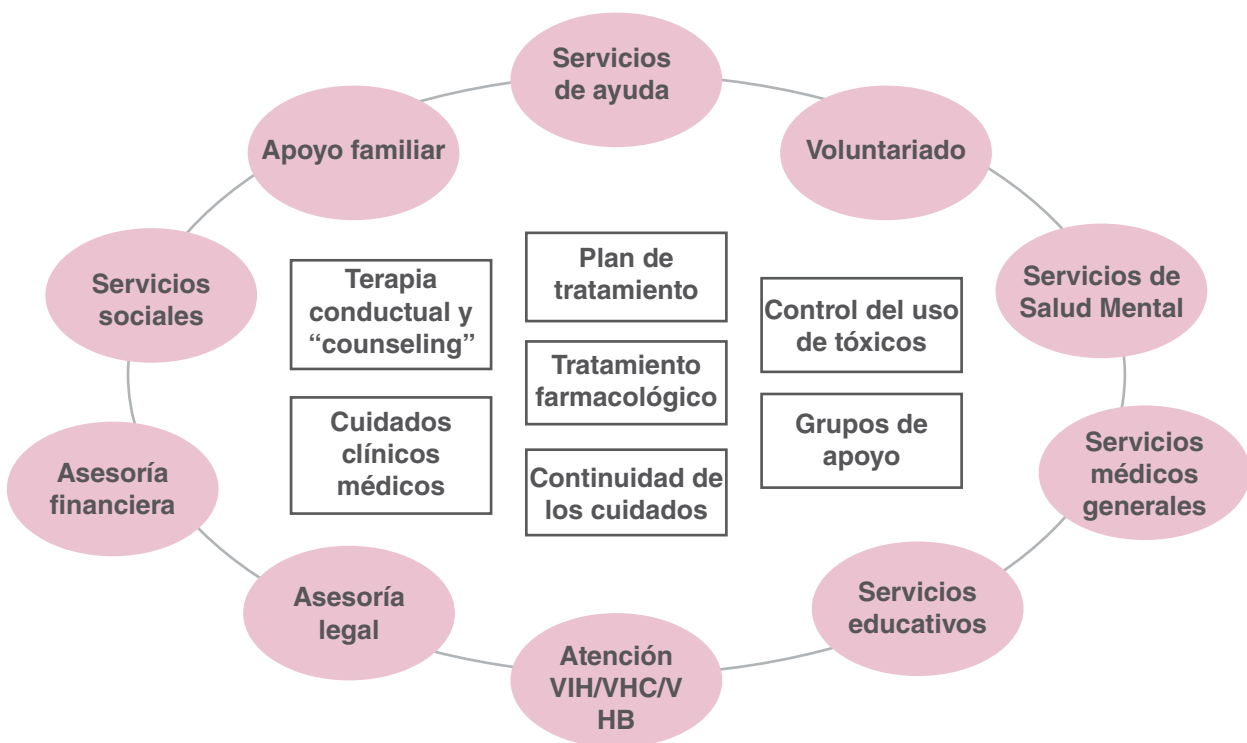 Servicios
de ayuda
Apoyo familiar
Voluntariado
Servicios
sociales
Terapia
conductual y
“counseling”
Plan de
tratamiento
Control del uso
de tóxicos
Servicios de
Salud Mental
Tratamiento
farmacológico
Cuidados
clínicos
médicos
Grupos de
apoyo
Continuidad de
los cuidados
Asesoría
financiera
Servicios
médicos
generales
Asesoría
legal
Servicios
educativos
Atención
VIH/VHC/V
HB